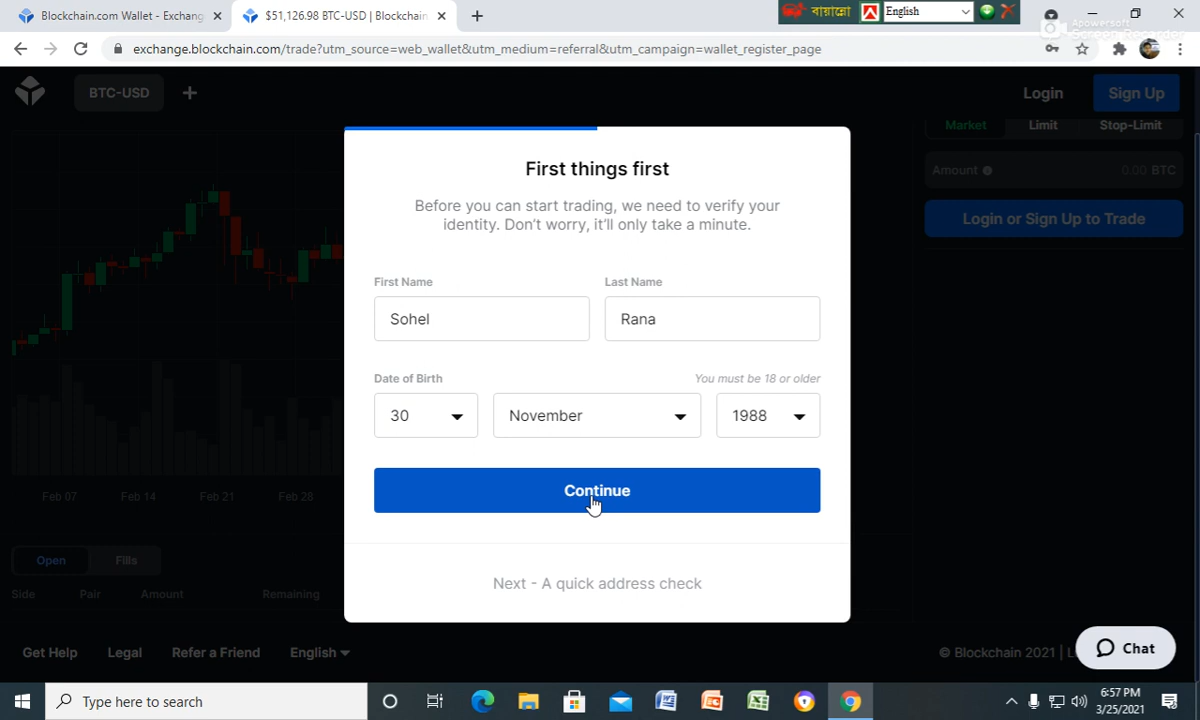 Blockchain.com Wallet - Exchang
$51,126.98 BTC-USD | Blockchain
বায়ান্নো
English
Apowersoft
Screen Recorder
exchange.blockchain.com/trade?utm_source=web_wallet&utm_medium=referral&utm_campaign=wallet_register_page
BTC-USD
Login
Sign Up
Market
Limit
Stop-Limit
Amount
0.00 BTC
Login or Sign Up to Trade
First things first
Before you can start trading, we need to verify your
identity. Don't worry, it'll only take a minute.
First Name
Last Name
Sohel
Rana
Date of Birth
You must be 18 or older
30
November
1988
Continue
Next - A quick address check
Feb 07
Feb 14
Feb 21
Feb 28
Open
Fills
Side
Pair
Amount
Remaining
Get Help
Legal
Refer a Friend
English
© Blockchain 2021 |
Chat
Type here to search
6:57 PM
3/25/2021